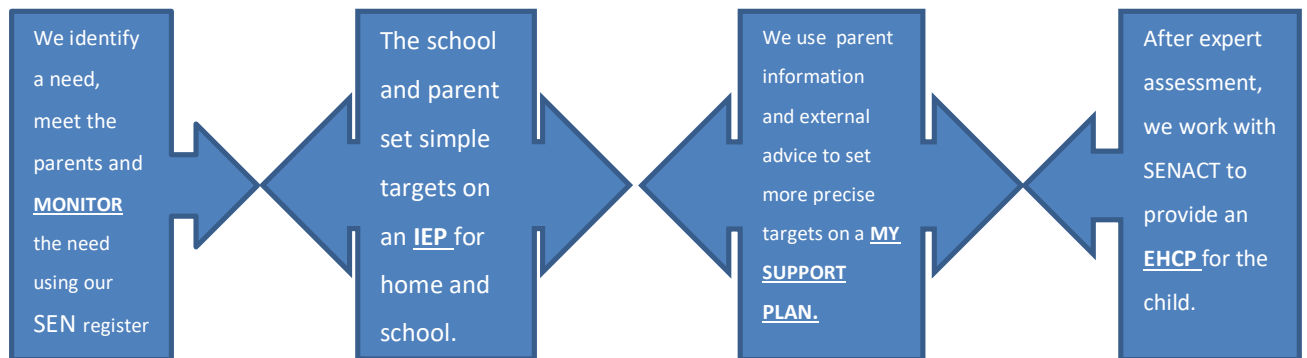 We identify
a need,
meet the
parents and
MONITOR
the need
using our
SEN register
The school
and parent
set simple
targets on
an IEP for
home and
school.
We use parent
information
and external
advice to set
more precise
targets on a MY
SUPPORT
PLAN.
After expert
assessment,
we work with
SENACT to
provide an
EHCP for the
child.